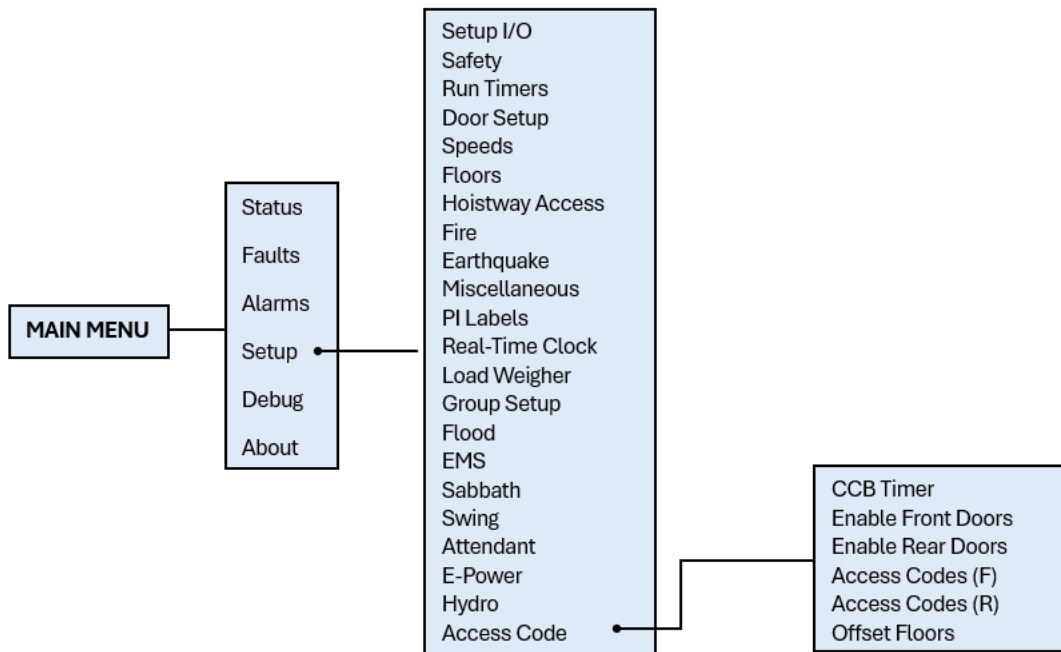 MAIN MENU
Status
Faults
Alarms
Setup
Debug
About
Setup I/O
Safety
Run Timers
Door Setup
Speeds
Floors
Hoistway Access
Fire
Earthquake
Miscellaneous
PI Labels
Real-Time Clock
Load Weigher
Group Setup
Flood
EMS
Sabbath
Swing
Attendant
E-Power
Hydro
Access Code
CCB Timer
Enable Front Doors
Enable Rear Doors
Access Codes (F)
Access Codes (R)
Offset Floors